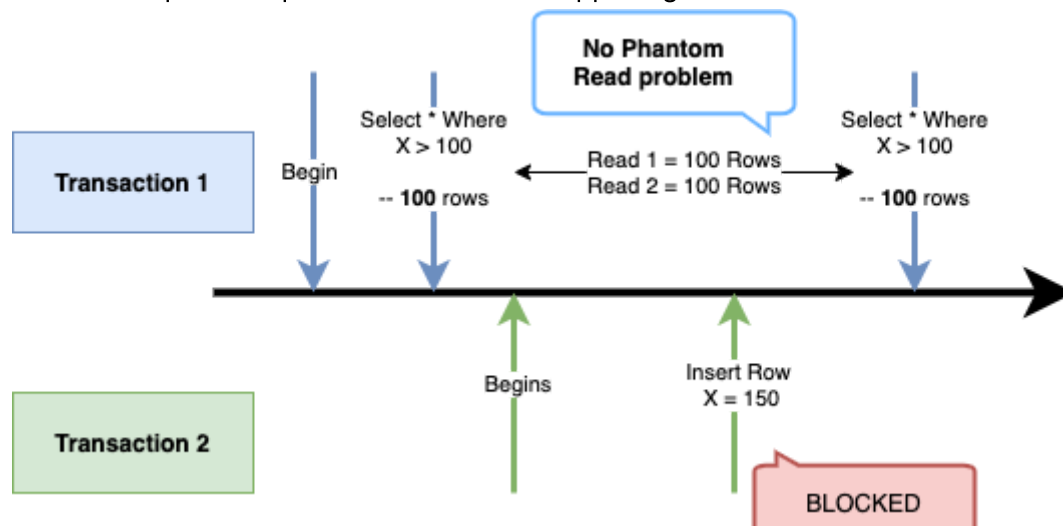 No Phantom
Read problem
Select * Where
X > 100
-- 100 rows
Select * Where
X > 100
-- 100 rows
Transaction 1
Begin
Read 1 = 100 Rows
Read 2 = 100 Rows
Begins
Insert Row
X = 150
Transaction 2
BLOCKED